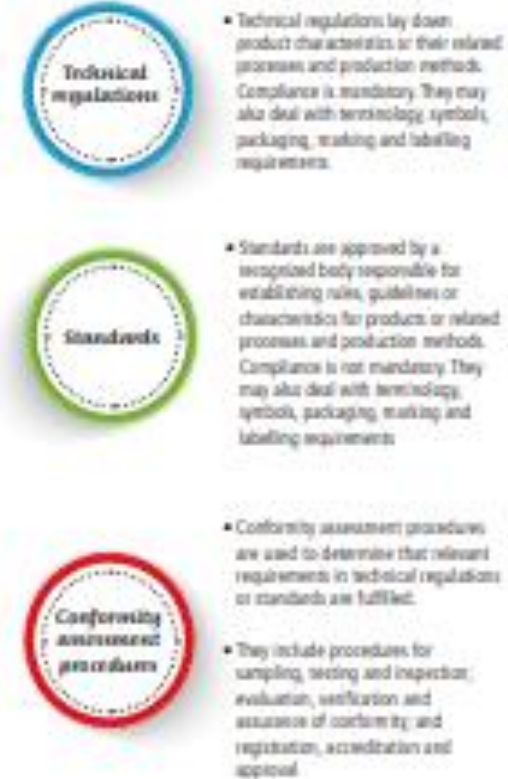 Technical
regulations
• Technical regulations lay down
product characteristics or their related
processes and production methods.
Compliance is mandatory. They may
also deal with terminology, symbols,
packaging, marking and labelling
requirements.
Standards
• Standards are approved by a
recognized body responsible for
establishing rules, guidelines or
characteristics for products or related
processes and production methods.
Compliance is not mandatory. They
may also deal with terminology,
symbols, packaging, marking and
labelling requirements
Conformity
assessment
procedures
• Conformity assessment procedures
are used to determine that relevant
requirements in technical regulations
or standards are fulfilled.
• They include procedures for
sampling, testing and inspection;
evaluation, verification and
assurance of conformity; and
registration, accreditation and
approval